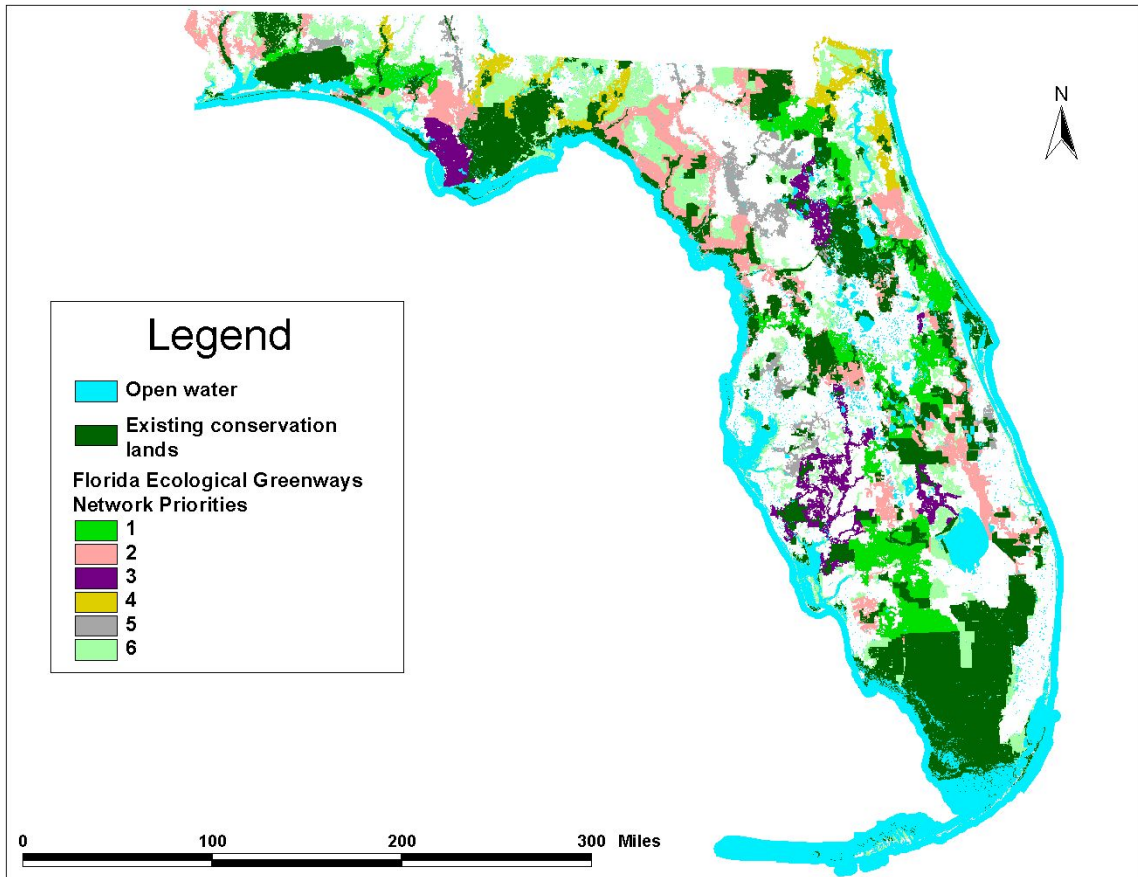 N
Legend
Open water
Existing conservation
lands
Florida Ecological Greenways
Network Priorities
1
2
3
4
5
6
0 100 200 300 Miles